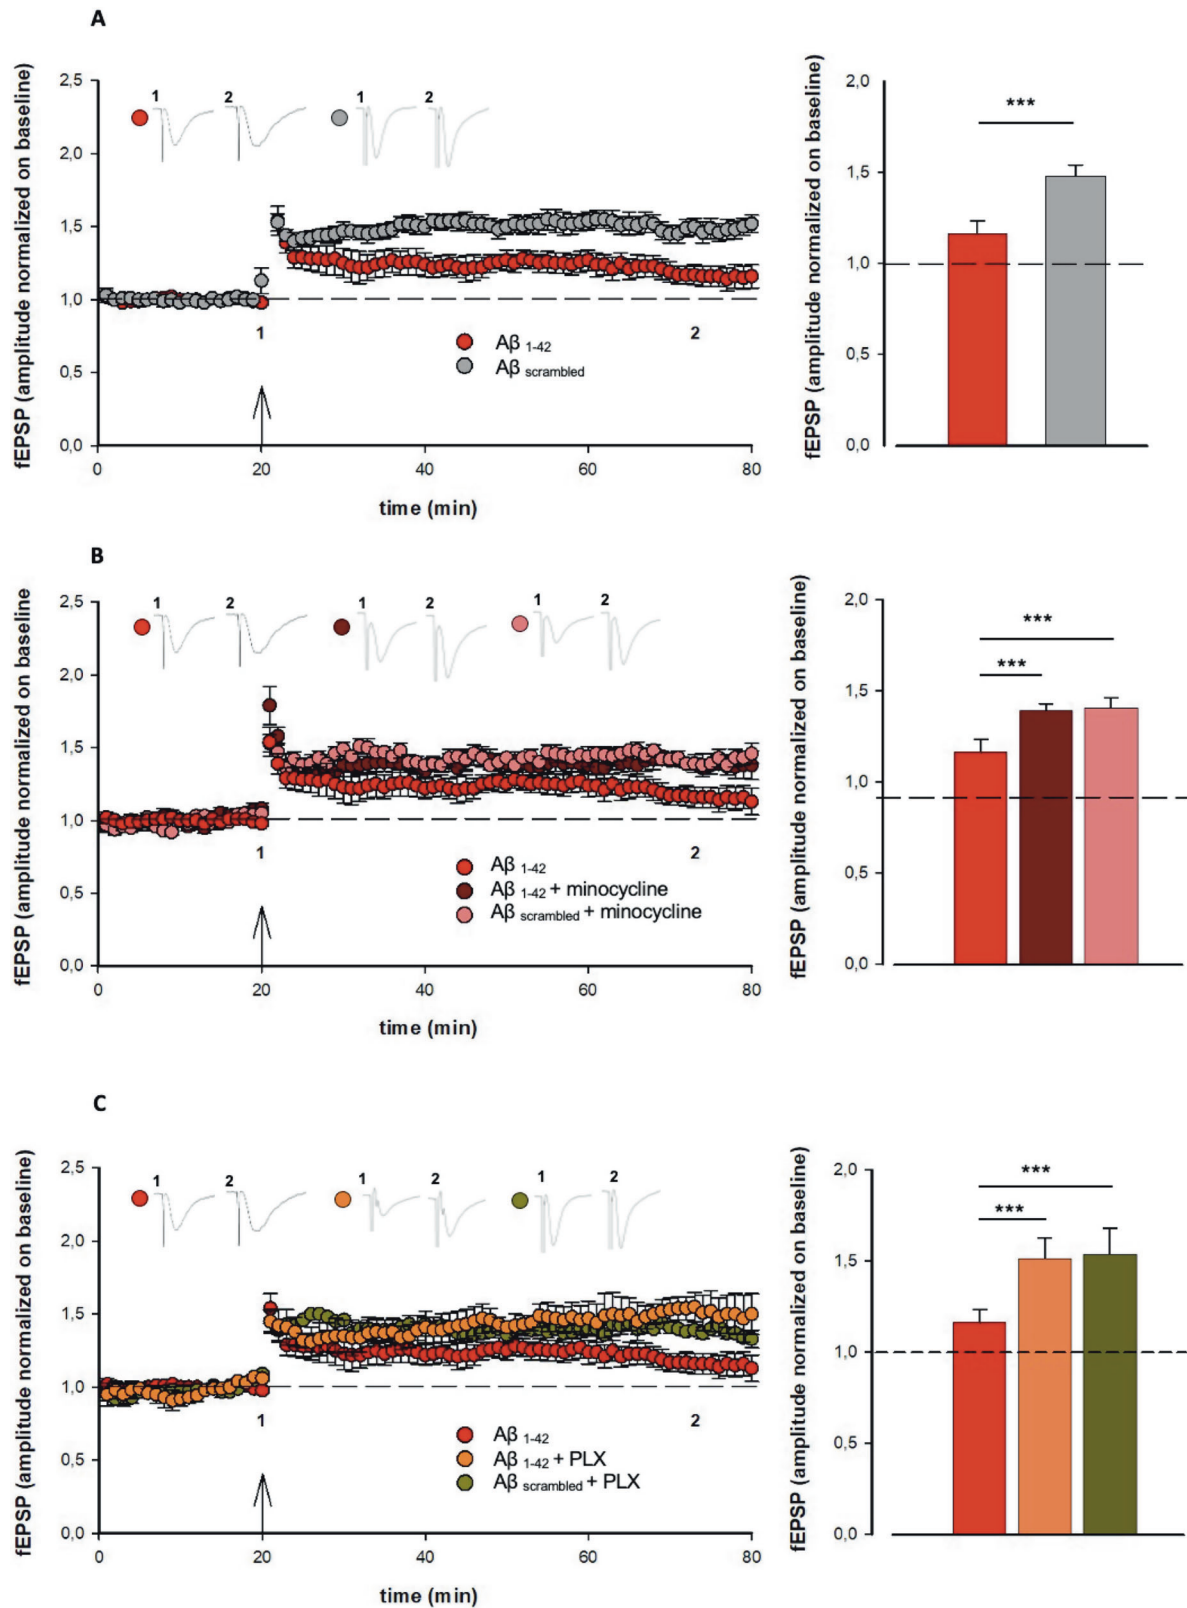 A
fEPSP (amplitude normalized on baseline)
2,5
2,0
1,5
1,0
0,5
0,0
1 2 1 2
1 2
Aβ 1-42
Aβ scrambled
0 20 40 60 80
time (min)
fEPSP (amplitude normalized on baseline)
2,0
1,5
1,0
0,5
0,0
***
B
fEPSP (amplitude normalized on baseline
2,5
2,0
1,5
1,0
0,5
0,0
1 2 1 2 1 2
1 2
Aβ 1-42
Aβ 1-42 + minocycline
Aβ scrambled + minocycline
0 20 40 60 80
time (min)
fEPSP (amplitude normalized on baseline)
2,0
1,5
1,0
0,5
0,0
***
***
C
fEPSP (amplitude normalized on baseline)
2,5
2,0
1,5
1,0
0,5
0,0
1 2 1 2 1 2
1 2
Aβ 1-42
Aβ 1-42 + PLX
Aβ scrambled + PLX
0 20 40 60 80
time (min)
fEPSP (amplitude normalized on baseline)
2,0
1,5
1,0
0,5
0,0
***
***